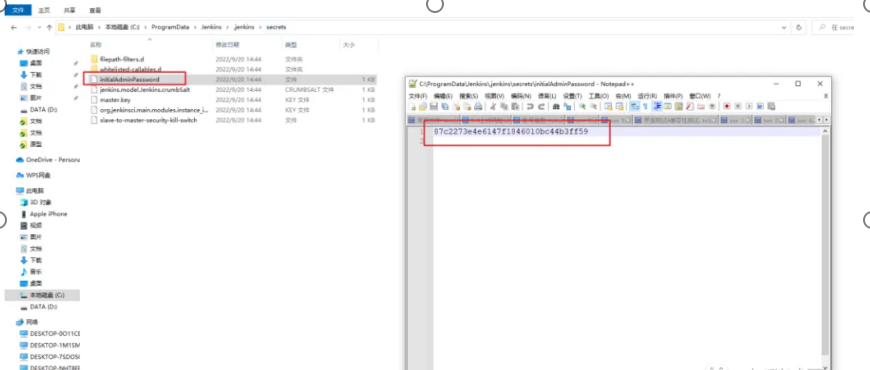 文件 主页 共享 查看
此电脑 › 本地磁盘 (C:) › ProgramData › Jenkins › .jenkins › secrets
名称 修改日期 类型 大小
快速访问
桌面
下载
文档
图片
DATA (D:)
文档
文档
原型
OneDrive - Persona
WPS网盘
此电脑
3D 对象
Apple iPhone
视频
图片
文档
下载
音乐
桌面
本地磁盘 (C:)
DATA (D:)
网络
DESKTOP-1M1SM
filepath-filters.d 2022/9/20 14:44 文件夹
whitelisted-callables.d 2022/9/20 14:44 文件夹
initialAdminPassword 2022/9/20 14:44 文件 1 KB
jenkins.model.Jenkins.crumbSalt 2022/9/20 14:44 CRUMBSALT 文件 1 KB
master.key 2022/9/20 14:44 KEY 文件 1 KB
org.jenkinsci.main.modules.instance_i... 2022/9/20 14:44 KEY 文件 1 KB
slave-to-master-security-kill-switch 2022/9/20 14:44 文件 1 KB
C:\ProgramData\Jenkins\.jenkins\secrets\initialAdminPassword - Notepad++
文件(F) 编辑(E) 搜索(S) 视图(V) 编码(N) 语言(L) 设置(T) 工具(O) 宏(M) 运行(R) 插件(P) 窗口(W) ?
1 87c2273e4e6147f1846010bc44b3ff59
2